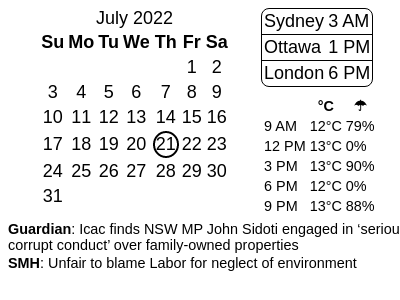 July 2022
Su Mo Tu We Th Fr Sa
1 2
3 4 5 6 7 8 9
10 11 12 13 14 15 16
17 18 19 20 21 22 23
24 25 26 27 28 29 30
31
Sydney 3 AM
Ottawa 1 PM
London 6 PM
°C ☂
9 AM 12°C 79%
12 PM 13°C 0%
3 PM 13°C 90%
6 PM 12°C 0%
9 PM 13°C 88%
Guardian: Icac finds NSW MP John Sidoti engaged in ‘seriou
corrupt conduct’ over family-owned properties
SMH: Unfair to blame Labor for neglect of environment